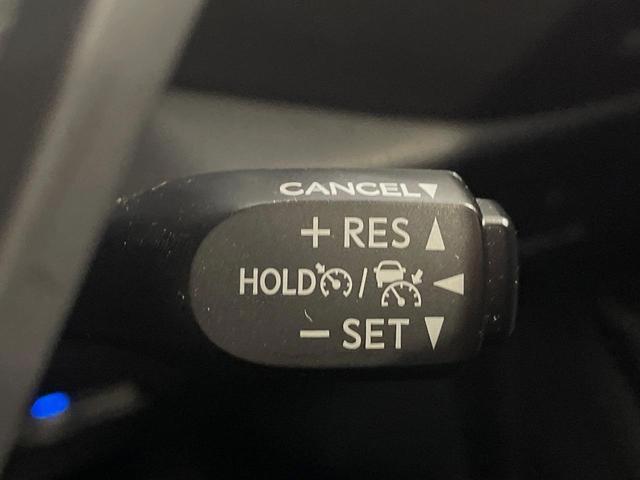 CANCEL▼
+ RES ▲
HOLD / ◀
- SET ▼